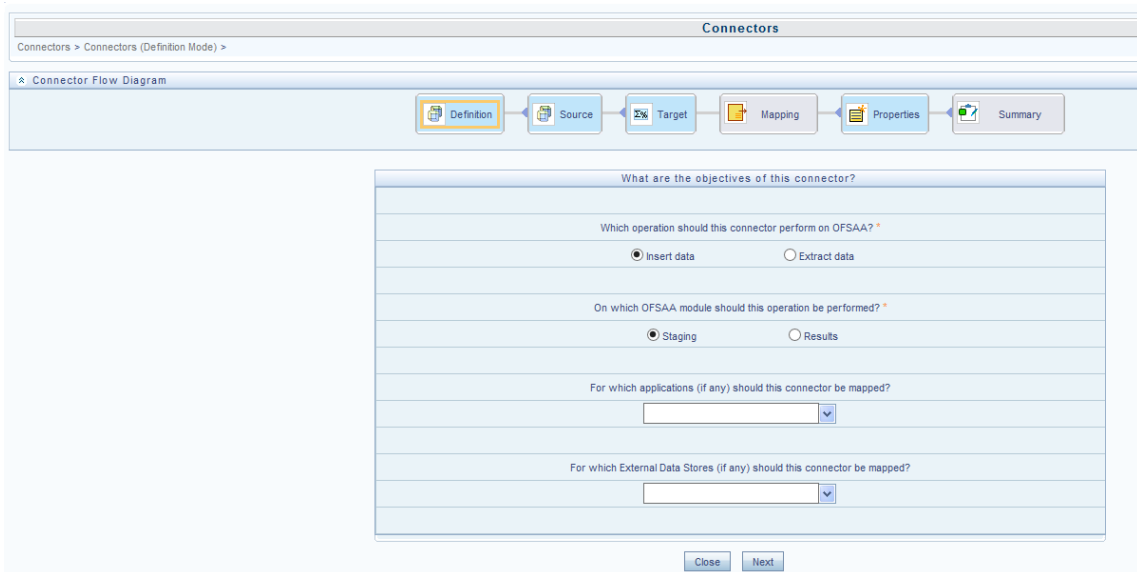 Connectors
Connectors > Connectors (Definition Mode) >
Connector Flow Diagram
Definition Source Target Mapping Properties Summary
What are the objectives of this connector?
Which operation should this connector perform on OFSAA? *
Insert data Extract data
On which OFSAA module should this operation be performed? *
Staging Results
For which applications (if any) should this connector be mapped?
For which External Data Stores (if any) should this connector be mapped?
Close Next